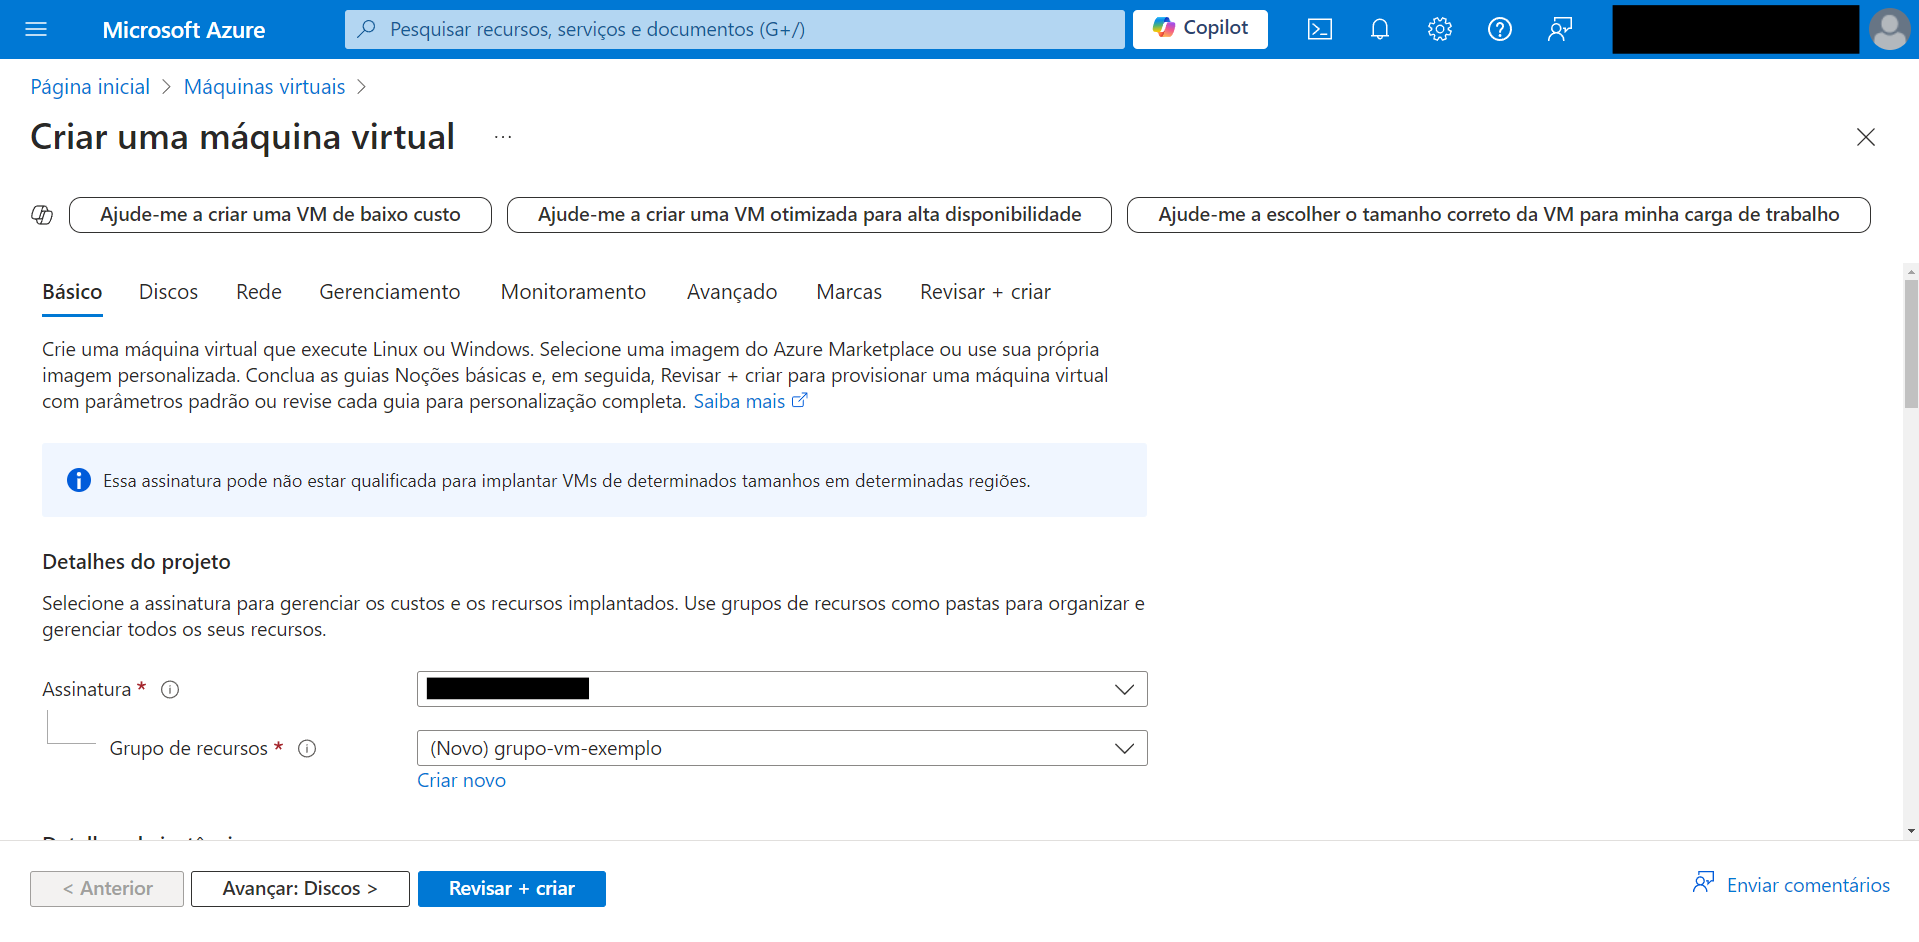 Microsoft Azure
Pesquisar recursos, serviços e documentos (G+/)
Copilot
Página inicial > Máquinas virtuais >
Criar uma máquina virtual ...
Ajude-me a criar uma VM de baixo custo
Ajude-me a criar uma VM otimizada para alta disponibilidade
Ajude-me a escolher o tamanho correto da VM para minha carga de trabalho
Básico Discos Rede Gerenciamento Monitoramento Avançado Marcas Revisar + criar
Crie uma máquina virtual que execute Linux ou Windows. Selecione uma imagem do Azure Marketplace ou use sua própria
imagem personalizada. Conclua as guias Noções básicas e, em seguida, Revisar + criar para provisionar uma máquina virtual
com parâmetros padrão ou revise cada guia para personalização completa. Saiba mais
Essa assinatura pode não estar qualificada para implantar VMs de determinados tamanhos em determinadas regiões.
Detalhes do projeto
Selecione a assinatura para gerenciar os custos e os recursos implantados. Use grupos de recursos como pastas para organizar e
gerenciar todos os seus recursos.
Assinatura *
Grupo de recursos *
(Novo) grupo-vm-exemplo
Criar novo
< Anterior
Avançar: Discos >
Revisar + criar
Enviar comentários